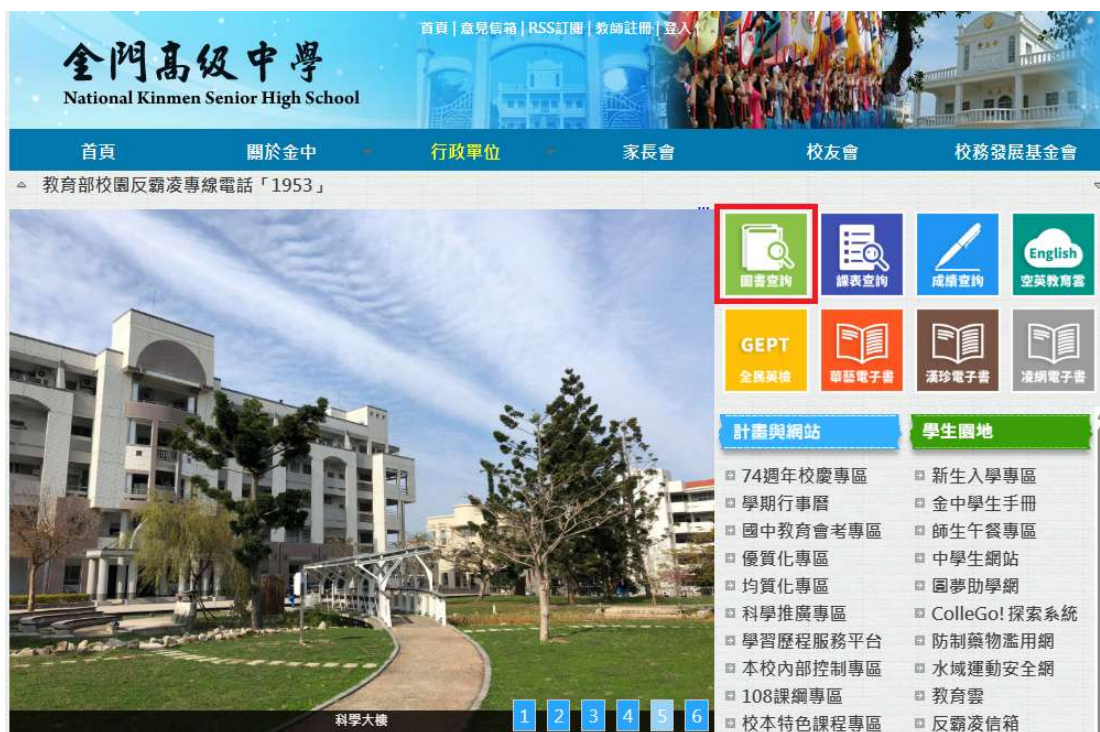 首頁 | 意見信箱 | RSS訂閱 | 教師註冊 | 登入 |
金門高級中學
National Kinmen Senior High School
首頁 關於金中 行政單位 家長會 校友會 校務發展基金會
教育部校園反霸凌專線電話「1953」
...
圖書查詢 課表查詢 成績查詢 English 空英教育雲
GEPT 全民英檢 華藝電子書 漢珍電子書 凌網電子書
計畫與網站 學生園地
74週年校慶專區
學期行事曆
國中教育會考專區
優質化專區
均質化專區
科學推廣專區
學習歷程服務平台
本校內部控制專區
108課綱專區
校本特色課程專區
新生入學專區
金中學生手冊
師生午餐專區
中學生網站
圓夢助學網
ColleGo!探索系統
防制藥物濫用網
水域運動安全網
教育雲
反霸凌信箱
科學大樓
1 2 3 4 5 6